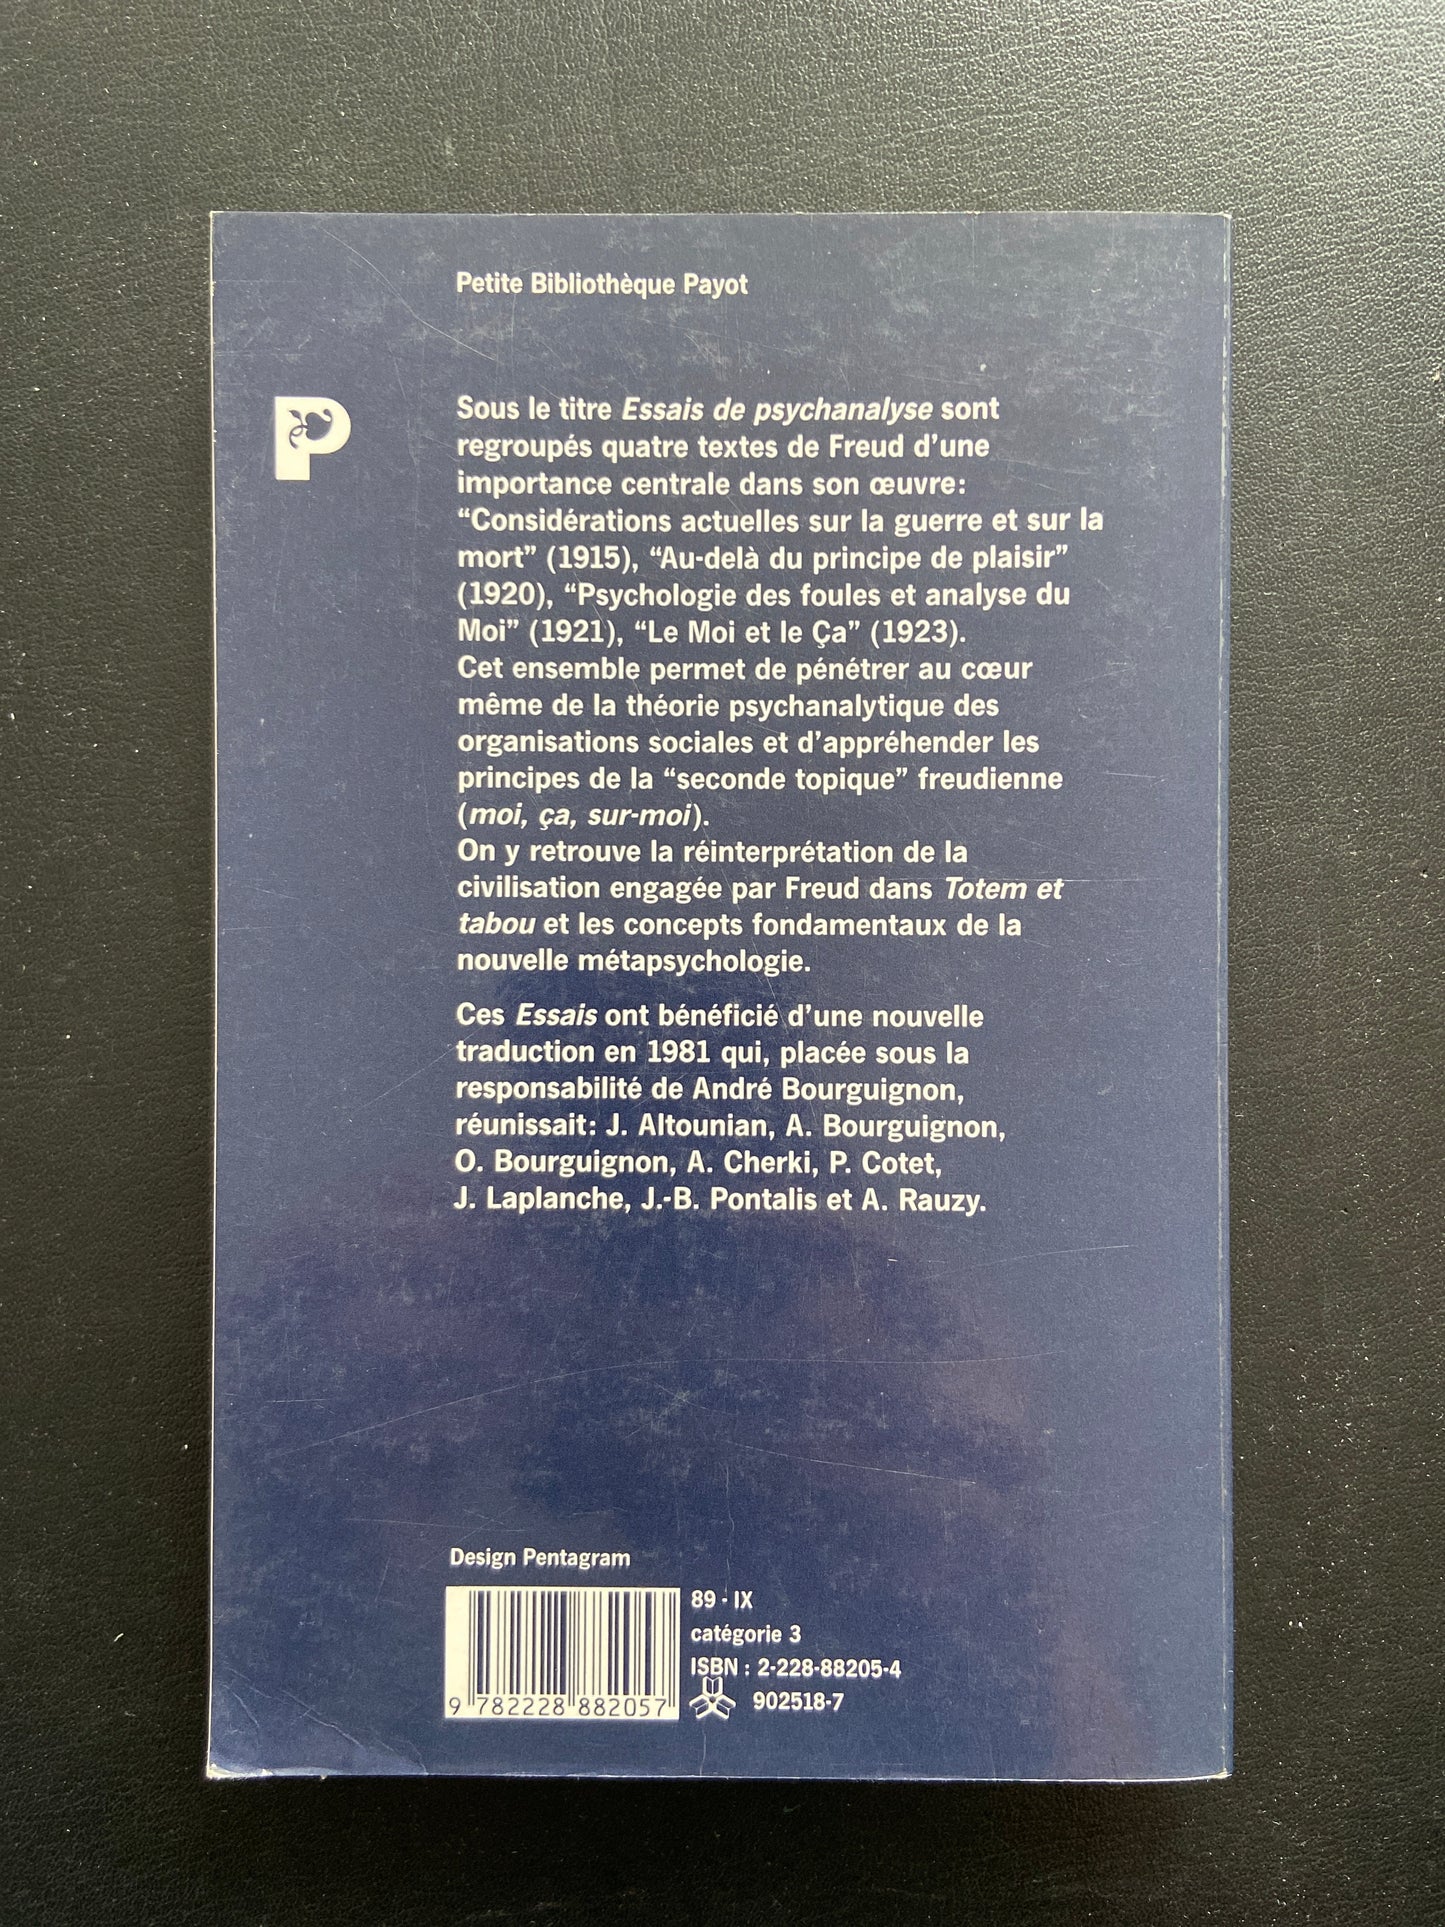 Petite Bibliothèque Payot
P
Sous le titre Essais de psychanalyse sont
regroupés quatre textes de Freud d’une
importance centrale dans son œuvre:
“Considérations actuelles sur la guerre et sur la
mort” (1915), “Au-delà du principe de plaisir”
(1920), “Psychologie des foules et analyse du
Moi” (1921), “Le Moi et le Ça” (1923).
Cet ensemble permet de pénétrer au cœur
même de la théorie psychanalytique des
organisations sociales et d’appréhender les
principes de la “seconde topique” freudienne
(moi, ça, sur-moi).
On y retrouve la réinterprétation de la
civilisation engagée par Freud dans Totem et
tabou et les concepts fondamentaux de la
nouvelle métapsychologie.
Ces Essais ont bénéficié d’une nouvelle
traduction en 1981 qui, placée sous la
responsabilité de André Bourguignon,
réunissait: J. Altounian, A. Bourguignon,
O. Bourguignon, A. Cherki, P. Cotet,
J. Laplanche, J.-B. Pontalis et A. Rauzy.
Design Pentagram
89 - IX
catégorie 3
ISBN : 2-228-88205-4
902518-7
9 782228 882057